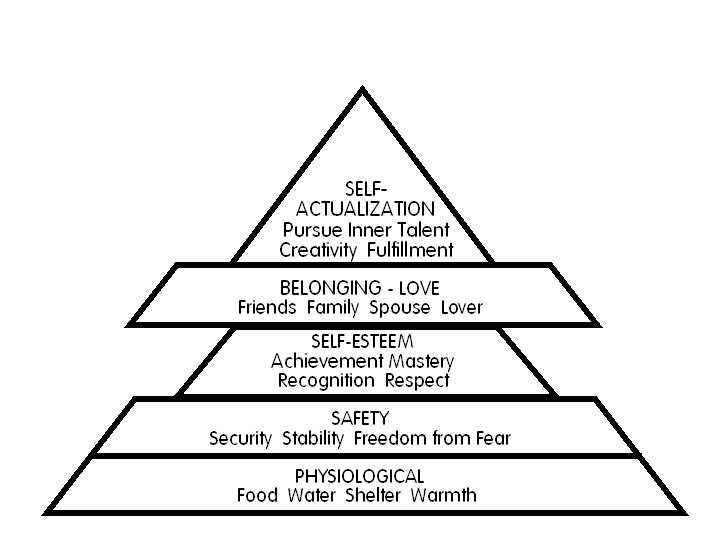 SELF-
ACTUALIZATION
Pursue Inner Talent
Creativity Fulfillment
BELONGING - LOVE
Friends Family Spouse Lover
SELF-ESTEEM
Achievement Mastery
Recognition Respect
SAFETY
Security Stability Freedom from Fear
PHYSIOLOGICAL
Food Water Shelter Warmth